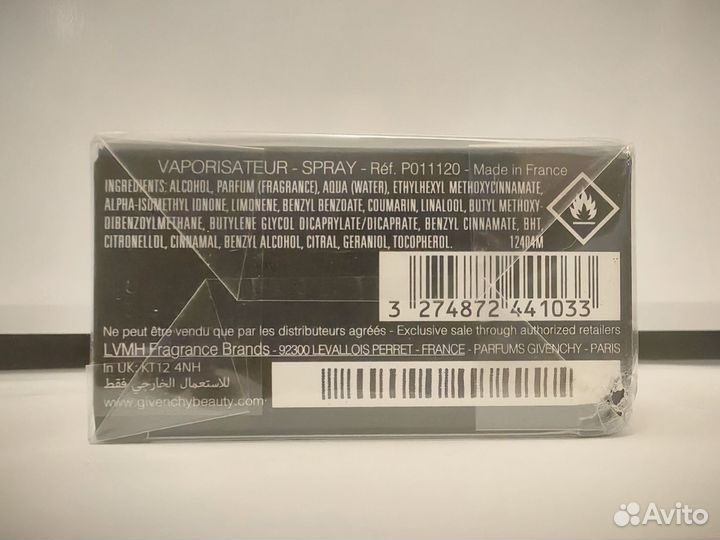 VAPORISATEUR - SPRAY - Réf. P011120 - Made in France
INGREDIENTS: ALCOHOL, PARFUM (FRAGRANCE), AQUA (WATER), ETHYLHEXYL METHOXYCINNAMATE,
ALPHA-ISOMETHYL IONONE, LIMONENE, BENZYL BENZOATE, COUMARIN, LINALOOL, BUTYL METHOXY-
DIBENZOYLMETHANE, BUTYLENE GLYCOL DICAPRYLATE/DICAPRATE, BENZYL CINNAMATE, BHT,
CITRONELLOL, CINNAMAL, BENZYL ALCOHOL, CITRAL, GERANIOL, TOCOPHEROL. 12404M
3 274872 441033
Ne peut être vendu que par les distributeurs agréés - Exclusive sale through authorized retailers
LVMH Fragrance Brands - 92300 LEVALLOIS PERRET - FRANCE - PARFUMS GIVENCHY - PARIS
In UK: KT12 4NH
للاستعمال الخارجي فقط
www.givenchybeauty.com
Avito